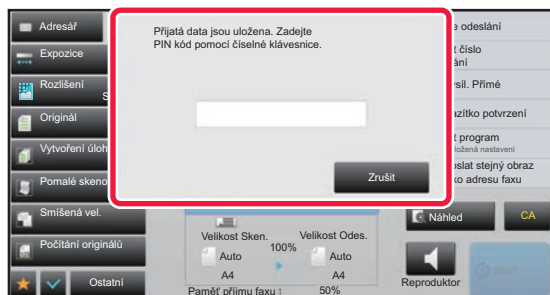 Adresář
Expozice
Rozlišení
S
Originál
Vytvoření úloh
Pomalé skeno
Smíšená vel.
Počítání originálů
Ostatní
Přijatá data jsou uložena. Zadejte
PIN kód pomocí číselné klávesnice.
Zrušit
Velikost Sken.
100%
Velikost Odes.
Auto
A4
Auto
A4
Paměť příjmu faxu :
50%
e odeslání
t číslo
ání
ysíl. Přímé
azítko potvrzení
t program
ložená nastavení
oslat stejný obraz
ko adresu faxu
Náhled
CA
Reproduktor
Start